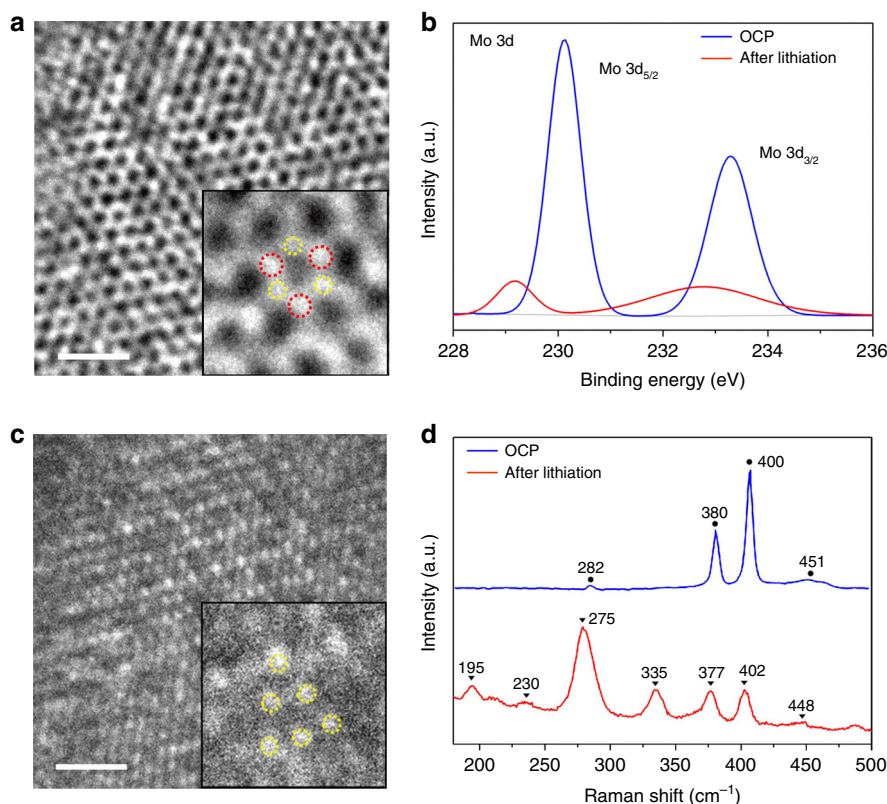 a
b
Mo 3d
OCP
After lithiation
Mo 3d5/2
Mo 3d3/2
Intensity (a.u.)
228
230
232
234
236
Binding energy (eV)
c
d
OCP
After lithiation
400
380
282
451
275
195
230
335
377
402
448
Intensity (a.u.)
200
250
300
350
400
450
500
Raman shift (cm−1)